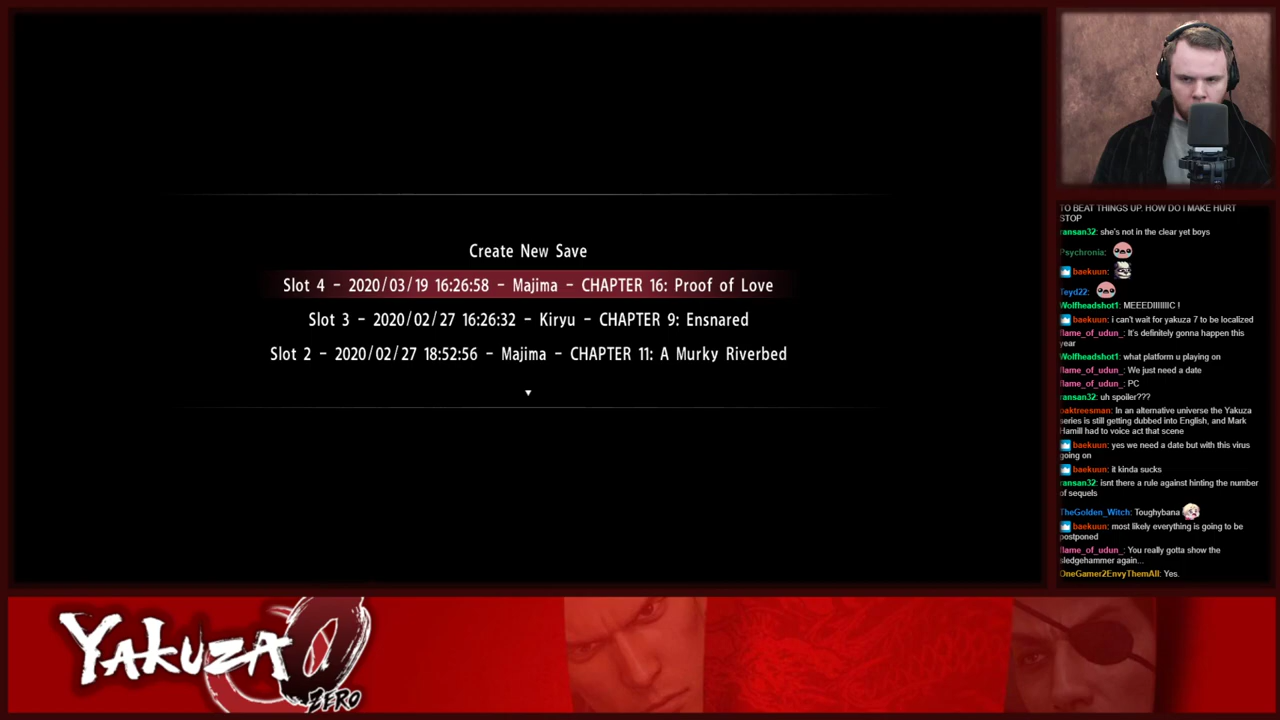 Create New Save
Slot 4 - 2020/03/19 16:26:58 - Majima - CHAPTER 16: Proof of Love
Slot 3 - 2020/02/27 16:26:32 - Kiryu - CHAPTER 9: Ensnared
Slot 2 - 2020/02/27 18:52:56 - Majima - CHAPTER 11: A Murky Riverbed
TO BEAT THINGS UP. HOW DO I MAKE HURT
STOP
ransan32: she's not in the clear yet boys
Psychronia:
baekuun:
Teyd22:
Wolfheadshot1: MEEEDIIIIIIC !
baekuun: i can't wait for yakuza 7 to be localized
flame_of_udun_: It's definitely gonna happen this
year
Wolfheadshot1: what platform u playing on
flame_of_udun_: We just need a date
flame_of_udun_: PC
ransan32: uh spoiler???
oaktreesman: In an alternative universe the Yakuza
series is still getting dubbed into English, and Mark
Hamill had to voice act that scene
baekuun: yes we need a date but with this virus
going on
baekuun: it kinda sucks
ransan32: isnt there a rule against hinting the number
of sequels
TheGolden_Witch: Toughybana
baekuun: most likely everything is going to be
postponed
flame_of_udun_: You really gotta show the
sledgehammer again...
OneGamer2EnvyThemAll: Yes.
YAKUZA 0
ZERO